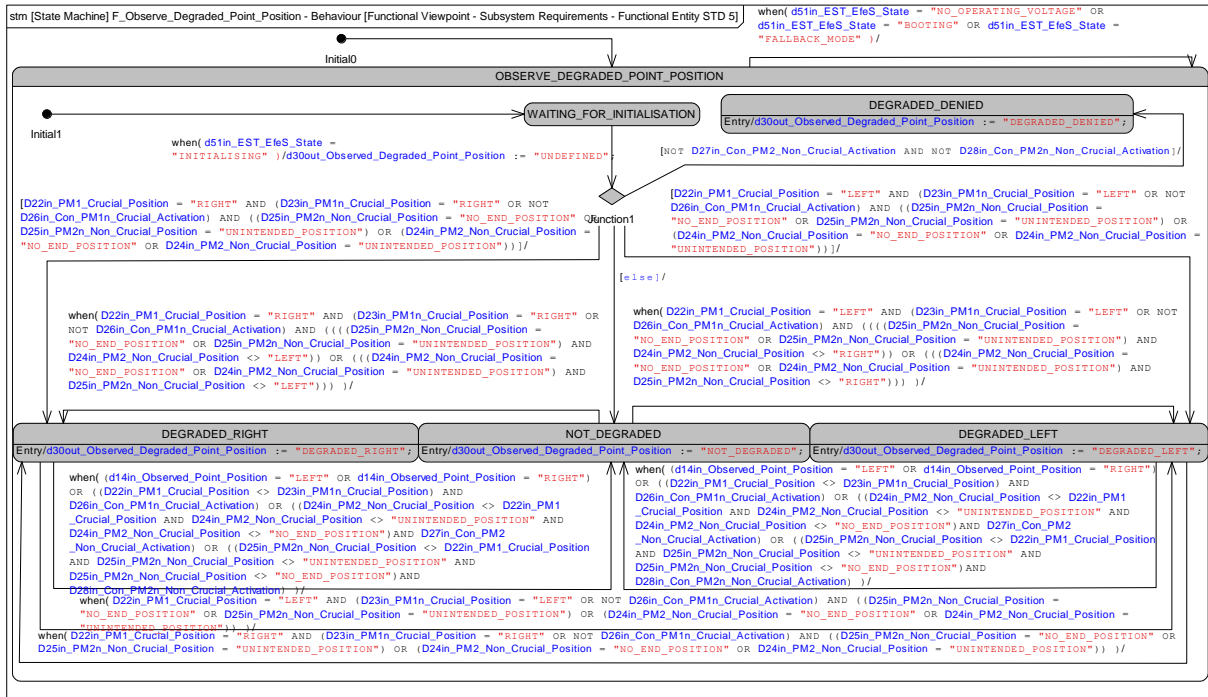 stm [State Machine] F_Observe_Degraded_Point_Position - Behaviour [Functional Viewpoint - Subsystem Requirements - Functional Entity STD 5]
when( d51in_EST_EfeS_State = "NO_OPERATING_VOLTAGE" OR
d51in_EST_EfeS_State = "BOOTING" OR d51in_EST_EfeS_State =
"FALLBACK_MODE" )/
Initial0
OBSERVE_DEGRADED_POINT_POSITION
Initial1
WAITING_FOR_INITIALISATION
DEGRADED_DENIED
Entry/d30out_Observed_Degraded_Point_Position := "DEGRADED_DENIED";
when( d51in_EST_EfeS_State =
"INITIALISING" )/d30out_Observed_Degraded_Point_Position := "UNDEFINED";
[NOT D27in_Con_PM2_Non_Crucial_Activation AND NOT D28in_Con_PM2n_Non_Crucial_Activation]/
Junction1
[D22in_PM1_Crucial_Position = "RIGHT" AND (D23in_PM1n_Crucial_Position = "RIGHT" OR NOT
D26in_Con_PM1n_Crucial_Activation) AND ((D25in_PM2n_Non_Crucial_Position = "NO_END_POSITION" OR
D25in_PM2n_Non_Crucial_Position = "UNINTENDED_POSITION") OR (D24in_PM2_Non_Crucial_Position =
"NO_END_POSITION" OR D24in_PM2_Non_Crucial_Position = "UNINTENDED_POSITION"))]/
[D22in_PM1_Crucial_Position = "LEFT" AND (D23in_PM1n_Crucial_Position = "LEFT" OR NOT
D26in_Con_PM1n_Crucial_Activation) AND ((D25in_PM2n_Non_Crucial_Position =
"NO_END_POSITION" OR D25in_PM2n_Non_Crucial_Position = "UNINTENDED_POSITION") OR
(D24in_PM2_Non_Crucial_Position = "NO_END_POSITION" OR D24in_PM2_Non_Crucial_Position =
"UNINTENDED_POSITION"))]/
[else]/
when( D22in_PM1_Crucial_Position = "RIGHT" AND (D23in_PM1n_Crucial_Position = "RIGHT" OR
NOT D26in_Con_PM1n_Crucial_Activation) AND ((((D25in_PM2n_Non_Crucial_Position =
"NO_END_POSITION" OR D25in_PM2n_Non_Crucial_Position = "UNINTENDED_POSITION") AND
D24in_PM2_Non_Crucial_Position <> "LEFT")) OR (((D24in_PM2_Non_Crucial_Position =
"NO_END_POSITION" OR D24in_PM2_Non_Crucial_Position = "UNINTENDED_POSITION") AND
D25in_PM2n_Non_Crucial_Position <> "LEFT"))) )/
when( D22in_PM1_Crucial_Position = "LEFT" AND (D23in_PM1n_Crucial_Position = "LEFT" OR NOT
D26in_Con_PM1n_Crucial_Activation) AND ((((D25in_PM2n_Non_Crucial_Position =
"NO_END_POSITION" OR D25in_PM2n_Non_Crucial_Position = "UNINTENDED_POSITION") AND
D24in_PM2_Non_Crucial_Position <> "RIGHT")) OR (((D24in_PM2_Non_Crucial_Position =
"NO_END_POSITION" OR D24in_PM2_Non_Crucial_Position = "UNINTENDED_POSITION") AND
D25in_PM2n_Non_Crucial_Position <> "RIGHT"))) )/
DEGRADED_RIGHT
Entry/d30out_Observed_Degraded_Point_Position := "DEGRADED_RIGHT";
NOT_DEGRADED
Entry/d30out_Observed_Degraded_Point_Position := "NOT_DEGRADED";
DEGRADED_LEFT
Entry/d30out_Observed_Degraded_Point_Position := "DEGRADED_LEFT";
when( (d14in_Observed_Point_Position = "LEFT" OR d14in_Observed_Point_Position = "RIGHT")
OR ((D22in_PM1_Crucial_Position <> D23in_PM1n_Crucial_Position) AND
D26in_Con_PM1n_Crucial_Activation) OR ((D24in_PM2_Non_Crucial_Position <> D22in_PM1
_Crucial_Position AND D24in_PM2_Non_Crucial_Position <> "UNINTENDED_POSITION" AND
D24in_PM2_Non_Crucial_Position <> "NO_END_POSITION")AND D27in_Con_PM2
_Non_Crucial_Activation) OR ((D25in_PM2n_Non_Crucial_Position <> D22in_PM1_Crucial_Position
AND D25in_PM2n_Non_Crucial_Position <> "UNINTENDED_POSITION" AND
D25in_PM2n_Non_Crucial_Position <> "NO_END_POSITION")AND
D28in_Con_PM2n_Non_Crucial_Activation) )/
when( (d14in_Observed_Point_Position = "LEFT" OR d14in_Observed_Point_Position = "RIGHT")
OR ((D22in_PM1_Crucial_Position <> D23in_PM1n_Crucial_Position) AND
D26in_Con_PM1n_Crucial_Activation) OR ((D24in_PM2_Non_Crucial_Position <> D22in_PM1
_Crucial_Position AND D24in_PM2_Non_Crucial_Position <> "UNINTENDED_POSITION" AND
D24in_PM2_Non_Crucial_Position <> "NO_END_POSITION")AND D27in_Con_PM2
_Non_Crucial_Activation) OR ((D25in_PM2n_Non_Crucial_Position <> D22in_PM1_Crucial_Position
AND D25in_PM2n_Non_Crucial_Position <> "UNINTENDED_POSITION" AND
D25in_PM2n_Non_Crucial_Position <> "NO_END_POSITION")AND
D28in_Con_PM2n_Non_Crucial_Activation) )/
when( D22in_PM1_Crucial_Position = "LEFT" AND (D23in_PM1n_Crucial_Position = "LEFT" OR NOT D26in_Con_PM1n_Crucial_Activation) AND ((D25in_PM2n_Non_Crucial_Position =
"NO_END_POSITION" OR D25in_PM2n_Non_Crucial_Position = "UNINTENDED_POSITION") OR (D24in_PM2_Non_Crucial_Position = "NO_END_POSITION" OR D24in_PM2_Non_Crucial_Position =
"UNINTENDED_POSITION")) )/
when( D22in_PM1_Crucial_Position = "RIGHT" AND (D23in_PM1n_Crucial_Position = "RIGHT" OR NOT D26in_Con_PM1n_Crucial_Activation) AND ((D25in_PM2n_Non_Crucial_Position = "NO_END_POSITION" OR
D25in_PM2n_Non_Crucial_Position = "UNINTENDED_POSITION") OR (D24in_PM2_Non_Crucial_Position = "NO_END_POSITION" OR D24in_PM2_Non_Crucial_Position = "UNINTENDED_POSITION")) )/